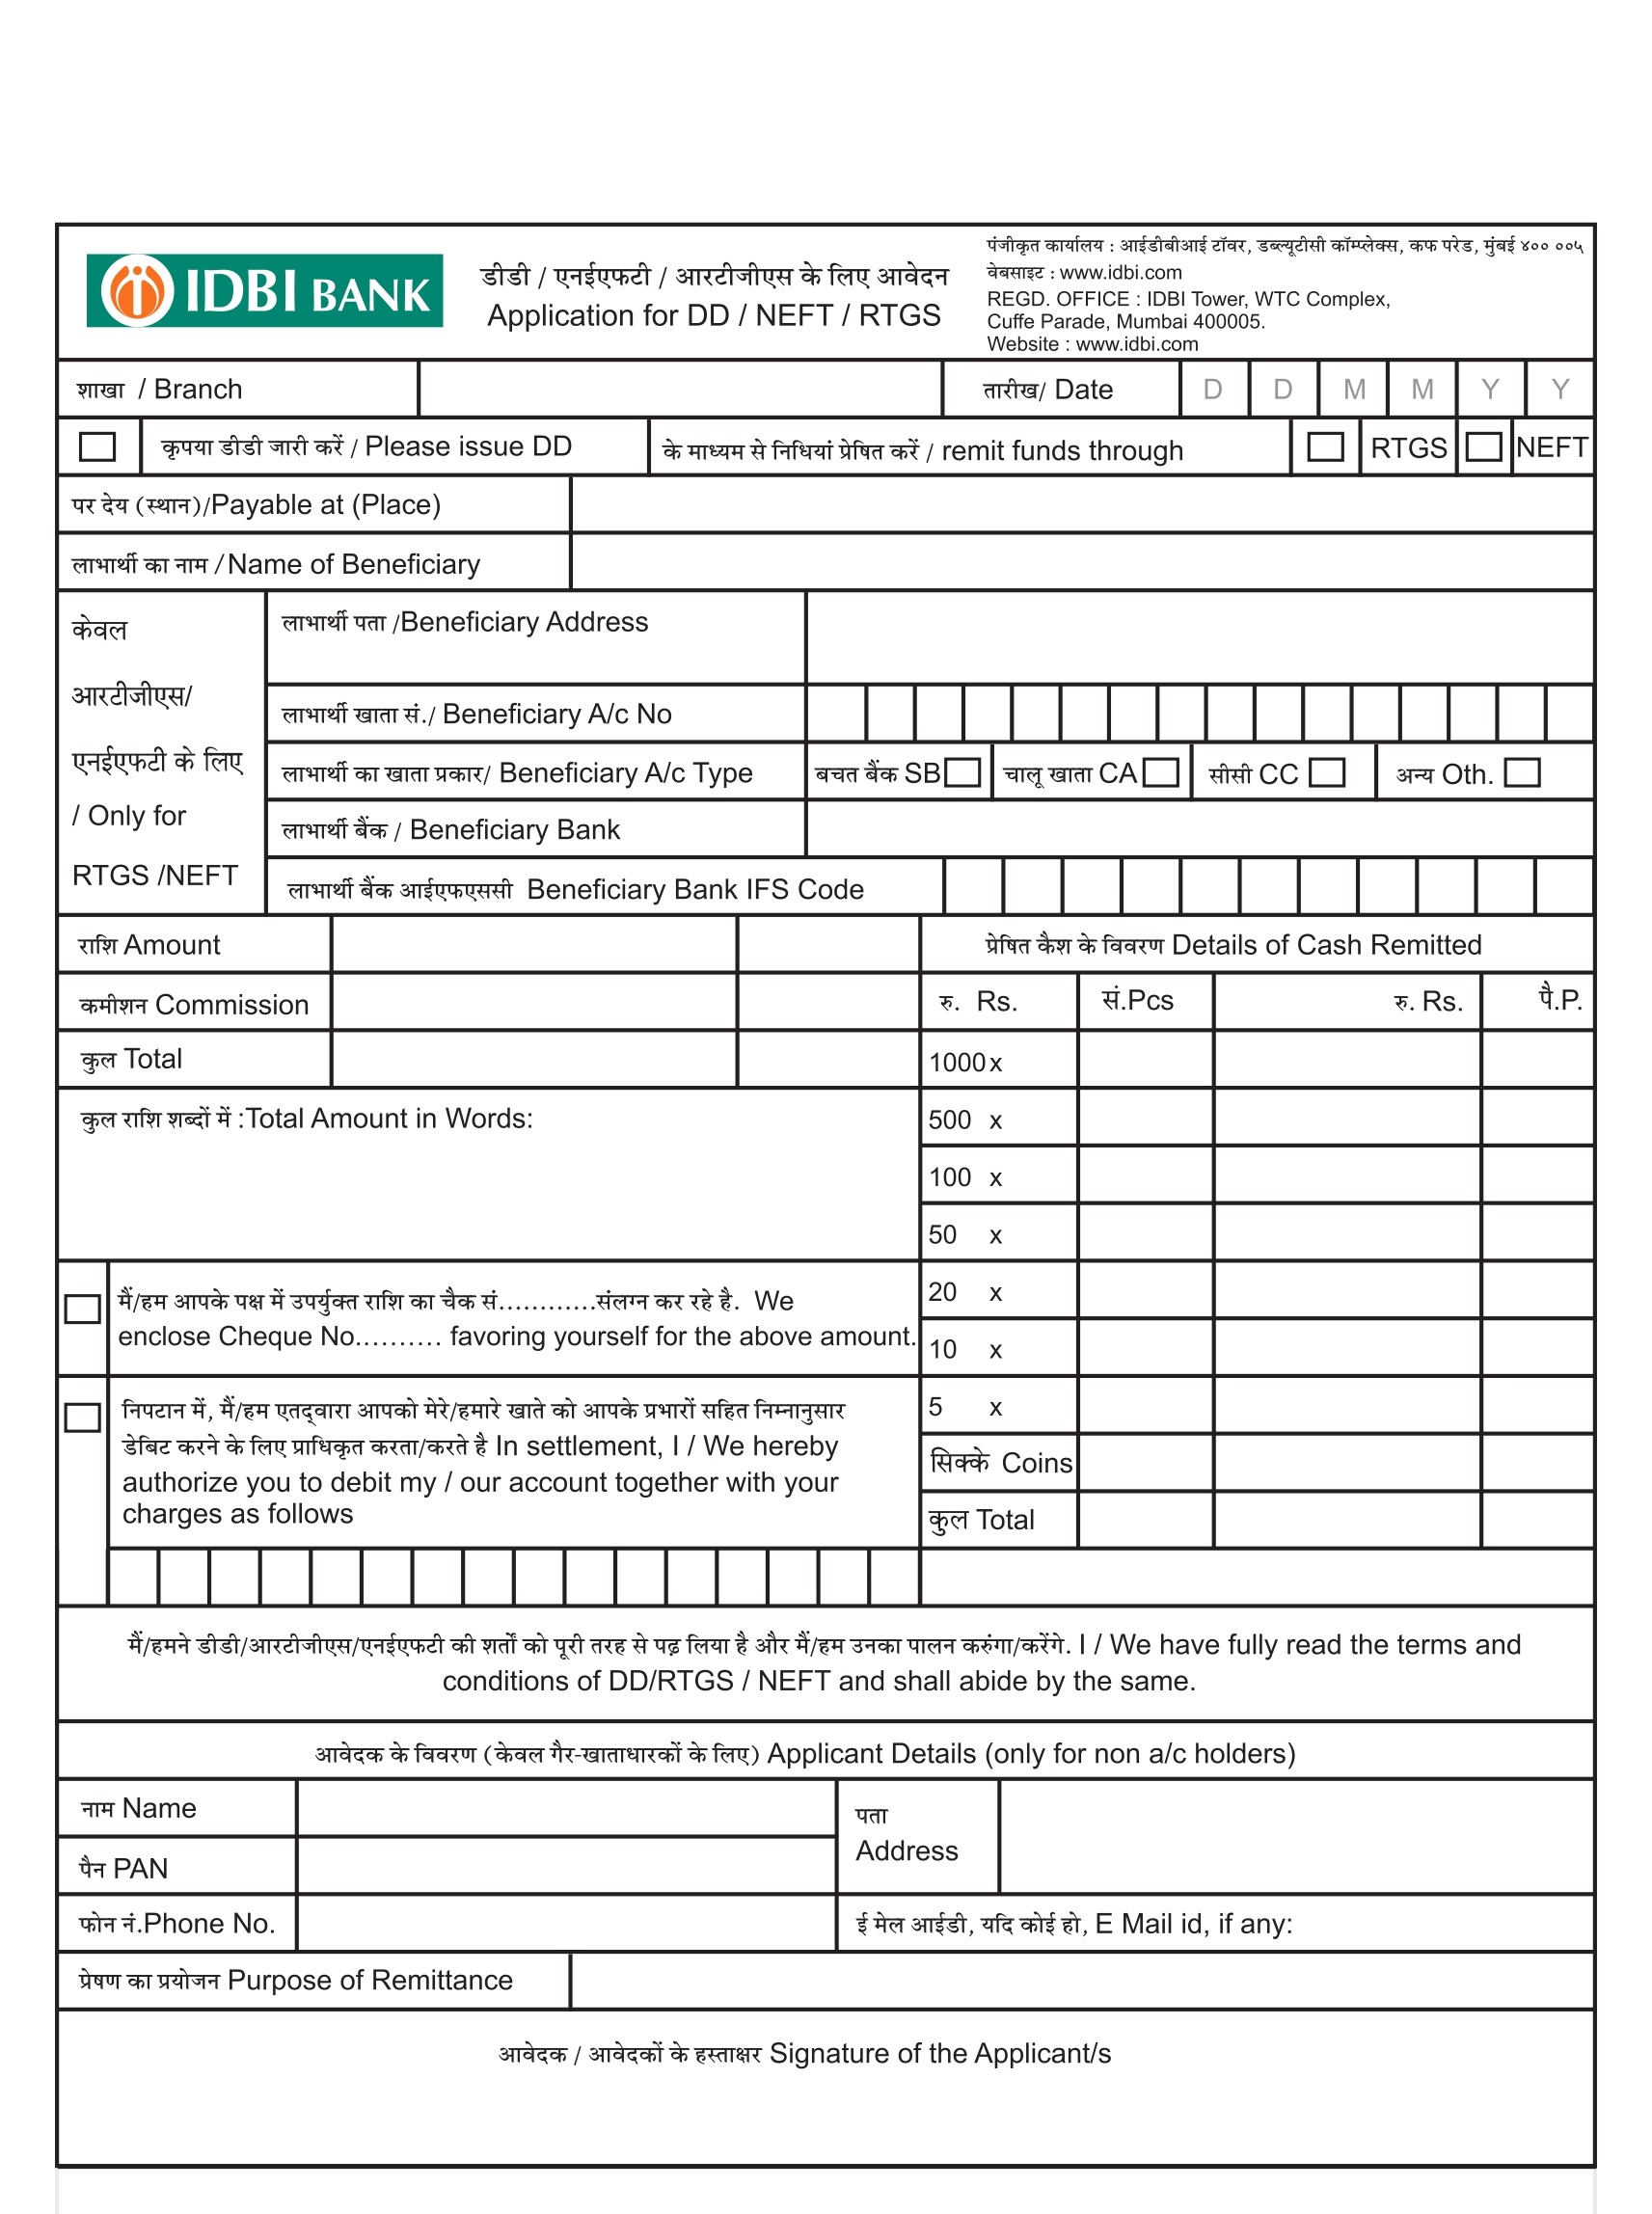 IDBI BANK
डीडी / एनईएफटी / आरटीजीएस के लिए आवेदन
Application for DD / NEFT / RTGS
पंजीकृत कार्यालय : आईडीबीआई टॉवर, डब्ल्यूटीसी कॉम्प्लेक्स, कफ परेड, मुंबई ४०० ००५
वेबसाइट : www.idbi.com
REGD. OFFICE : IDBI Tower, WTC Complex,
Cuffe Parade, Mumbai 400005.
Website : www.idbi.com
शाखा / Branch तारीख/ Date D D M M Y Y
कृपया डीडी जारी करें / Please issue DD के माध्यम से निधियां प्रेषित करें / remit funds through RTGS NEFT
पर देय (स्थान)/Payable at (Place)
लाभार्थी का नाम /Name of Beneficiary
केवल
आरटीजीएस/
एनईएफटी के लिए
/ Only for
RTGS /NEFT
लाभार्थी पता /Beneficiary Address
लाभार्थी खाता सं./ Beneficiary A/c No
लाभार्थी का खाता प्रकार/ Beneficiary A/c Type बचत बैंक SB चालू खाता CA सीसी CC अन्य Oth.
लाभार्थी बैंक / Beneficiary Bank
लाभार्थी बैंक आईएफएससी Beneficiary Bank IFS Code
राशि Amount
कमीशन Commission
कुल Total
कुल राशि शब्दों में :Total Amount in Words:
मैं/हम आपके पक्ष में उपर्युक्त राशि का चैक सं............संलग्न कर रहे है. We
enclose Cheque No.......... favoring yourself for the above amount.
निपटान में, मैं/हम एतद्‌वारा आपको मेरे/हमारे खाते को आपके प्रभारों सहित निम्नानुसार
डेबिट करने के लिए प्राधिकृत करता/करते है In settlement, I / We hereby
authorize you to debit my / our account together with your
charges as follows
प्रेषित कैश के विवरण Details of Cash Remitted
रु. Rs. सं.Pcs रु. Rs. पै.P.
1000 x
500 x
100 x
50 x
20 x
10 x
5 x
सिक्के Coins
कुल Total
मैं/हमने डीडी/आरटीजीएस/एनईएफटी की शर्तों को पूरी तरह से पढ़ लिया है और मैं/हम उनका पालन करुंगा/करेंगे. I / We have fully read the terms and
conditions of DD/RTGS / NEFT and shall abide by the same.
आवेदक के विवरण (केवल गैर-खाताधारकों के लिए) Applicant Details (only for non a/c holders)
नाम Name
पैन PAN
पता
Address
फोन नं.Phone No. ई मेल आईडी, यदि कोई हो, E Mail id, if any:
प्रेषण का प्रयोजन Purpose of Remittance
आवेदक / आवेदकों के हस्ताक्षर Signature of the Applicant/s